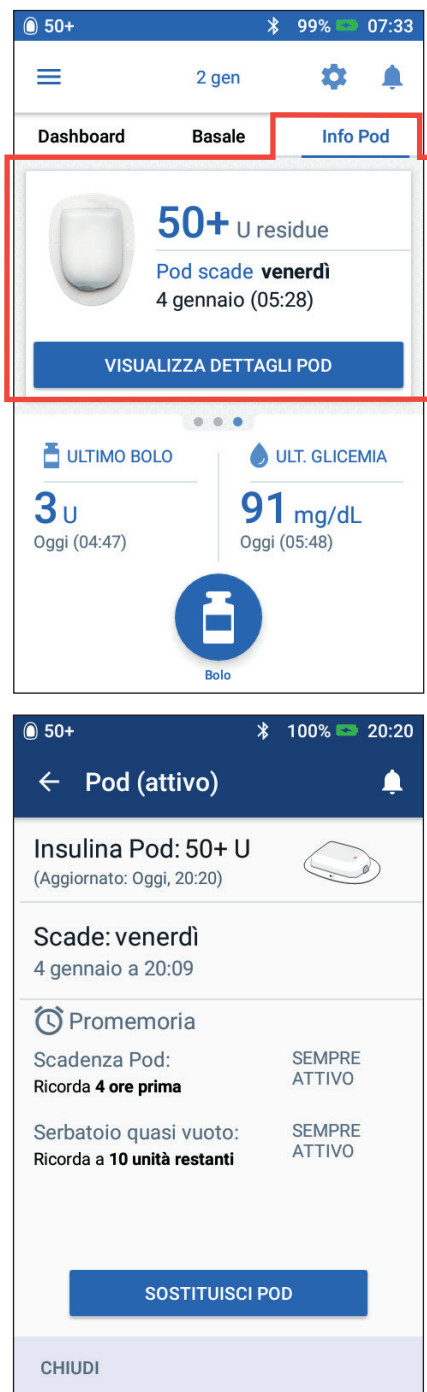 50+ 99% 07:33
2 gen
Dashboard Basale Info Pod
50+ U residue
Pod scade venerdì
4 gennaio (05:28)
VISUALIZZA DETTAGLI POD
ULTIMO BOLO ULT. GLICEMIA
3 U 91 mg/dL
Oggi (04:47) Oggi (05:48)
Bolo
50+ 100% 20:20
Pod (attivo)
Insulina Pod: 50+ U
(Aggiornato: Oggi, 20:20)
Scade: venerdì
4 gennaio a 20:09
Promemoria
Scadenza Pod: SEMPRE
Ricorda 4 ore prima ATTIVO
Serbatoio quasi vuoto: SEMPRE
Ricorda a 10 unità restanti ATTIVO
SOSTITUISCI POD
CHIUDI